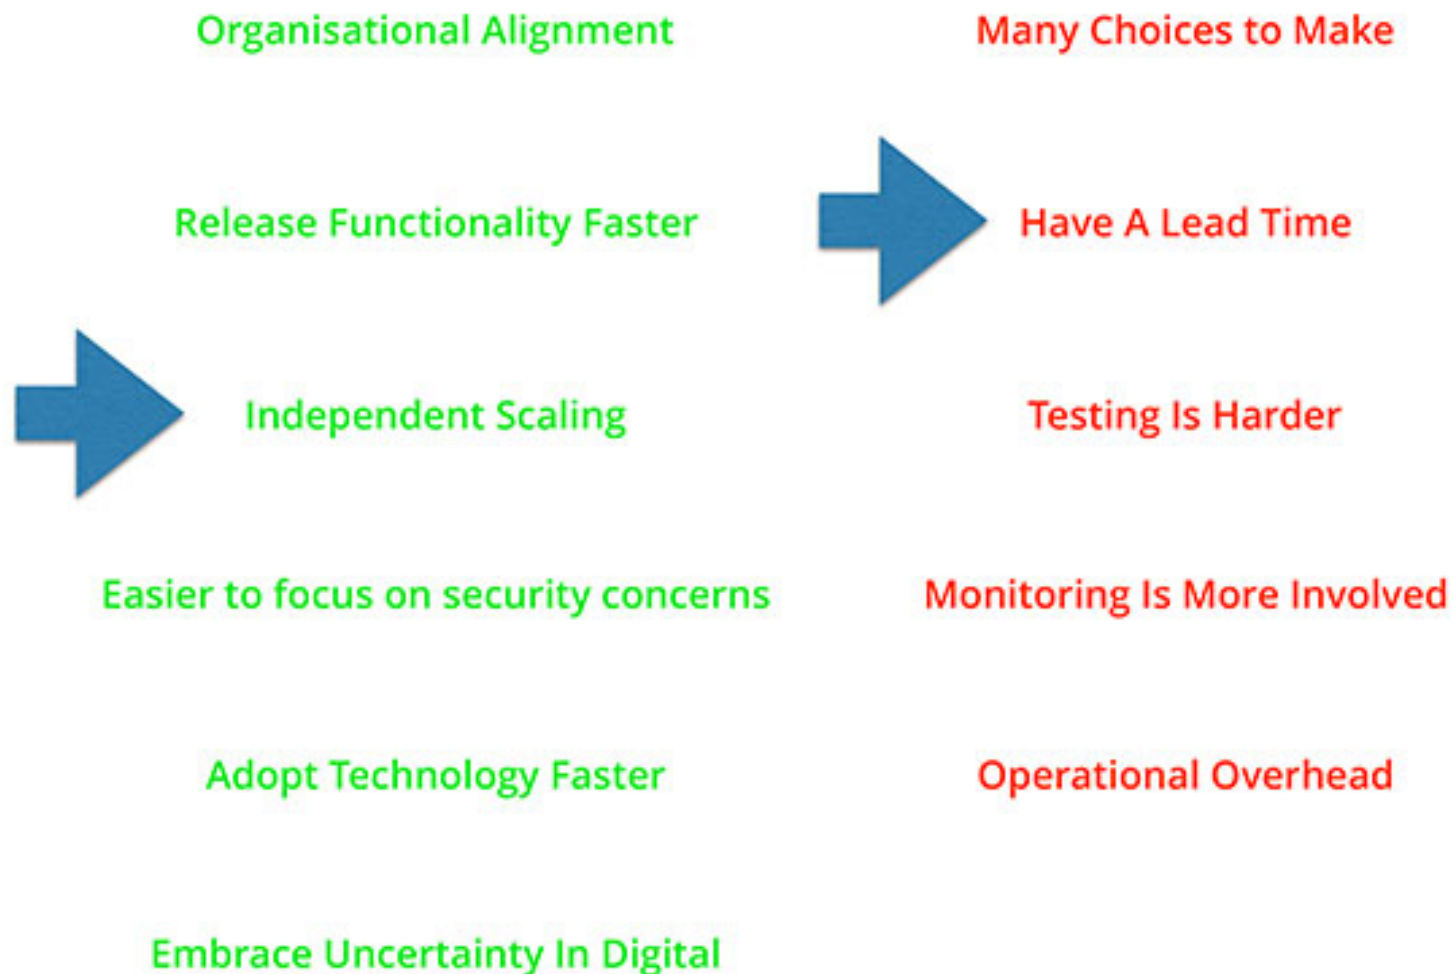 Organisational Alignment
Release Functionality Faster
Independent Scaling
Easier to focus on security concerns
Adopt Technology Faster
Embrace Uncertainty In Digital
Many Choices to Make
Have A Lead Time
Testing Is Harder
Monitoring Is More Involved
Operational Overhead